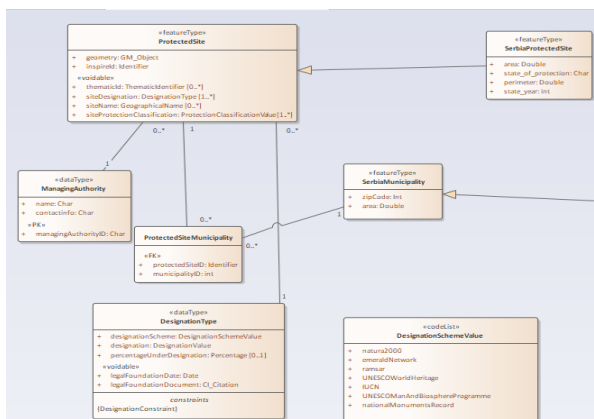 «featureType»
ProtectedSite
+ geometry: GM_Object
+ inspireId: Identifier
«voidable»
+ thematicId: ThematicIdentifier [0..*]
+ siteDesignation: DesignationType [1..*]
+ siteName: GeographicalName [0..*]
+ siteProtectionClassification: ProtectionClassificationValue[1..*]
«featureType»
SerbiaProtectedSite
+ area: Double
+ state_of_protection: Char
+ perimeter: Double
+ state_year: int
0..*
1
0..*
1
«dataType»
ManagingAuthority
+ name: Char
+ contactinfo: Char
«PK»
+ managingAuthorityID: Char
«featureType»
SerbiaMunicipality
+ zipCode: Int
+ area: Double
0..*
1
0..*
ProtectedSiteMunicipality
«FK»
+ protectedSiteID: Identifier
+ municipalityID: int
1
«dataType»
DesignationType
+ designationScheme: DesignationSchemeValue
+ designation: DesignationValue
+ percentageUnderDesignation: Percentage [0..1]
«voidable»
+ legalFoundationDate: Date
+ legalFoundationDocument: CI_Citation
constraints
{DesignationConstraint}
«codeList»
DesignationSchemeValue
+ natura2000
+ emeraldNetwork
+ ramsar
+ UNESCOWorldHeritage
+ IUCN
+ UNESCOManAndBiosphereProgramme
+ nationalMonumentsRecord